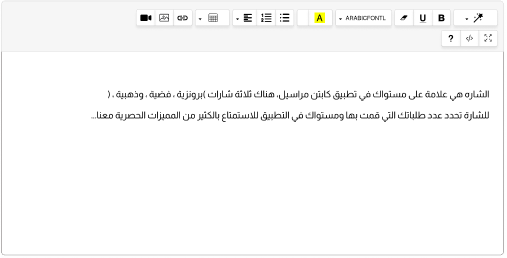 ARABICFONTL
A
U
B
?
الشاره هي علامة على مستواك في تطبيق كابتن مراسيل، هناك ثلاثة شارات )برونزية ، فضية ، وذهبية ، (
للشارة تحدد عدد طلباتك التي قمت بها ومستواك في التطبيق للاستمتاع بالكثير من المميزات الحصرية معنا...